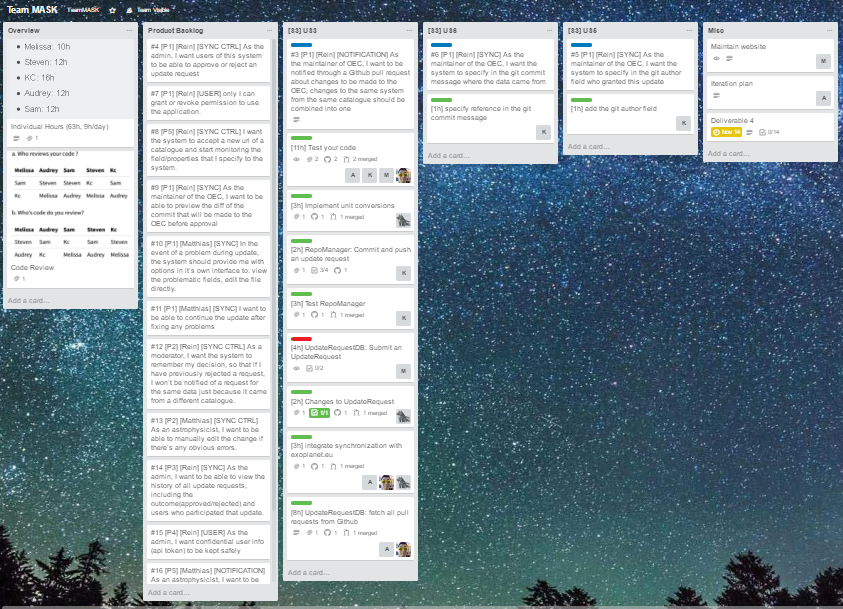 Team MASK TeamMASK Team Visible
Overview
Melissa: 10h
Steven: 12h
KC: 16h
Audrey: 12h
Sam: 12h
Individual Hours (63h, 9h/day)
1
a. Who reviews your code ?
Melissa Audrey Sam Steven Kc
Sam Steven Steven Kc Sam
Kc Melissa Audrey Melissa Audrey
b. Who's code do you review?
Melissa Audrey Sam Steven Kc
Steven Sam Kc Melissa Steven
Audrey Kc Melissa Audrey Sam
Code Review
1
Add a card...
Product Backlog
#4 [P1] [Rein] [SYNC CTRL] As the
admin, I want users of this system
to be able to approve or reject an
update request
#7 [P1] [Rein] [USER] only I can
grant or revoke permission to use
the application.
#8 [P5] [Rein] [SYNC CTRL] I want
the system to accept a new url of a
catalogue and start monitoring the
field/properties that I specify to the
system.
#9 [P1] [Rein] [SYNC] As the
maintainer of the OEC, I want to be
able to preview the diff of the
commit that will be made to the
OEC before approval
#10 [P1] [Matthias] [SYNC] In the
event of a problem during update,
the system should provide me with
options in it's own interface to: view
the problematic fields, edit the file
directly.
#11 [P1] [Matthias] [SYNC] I want to
be able to continue the update after
fixing any problems
#12 [P2] [Rein] [SYNC CTRL] As a
moderator, I want the system to
remember my decision, so that if I
have previously rejected a request,
I won't be notified of a request for
the same data just because it came
from a different catalogue.
#13 [P2] [Matthias] [SYNC CTRL]
As an astrophysicist, I want to be
able to manually edit the change if
there's any obvious errors.
#14 [P3] [Rein] [SYNC] As the
admin, I want to be able to view the
history of all update requests,
including the
outcome(approved/rejected) and
users who participated that update.
#15 [P4] [Rein] [USER] As the
admin, I want confidential user info
(api token) to be kept safely
#16 [P5] [Matthias] [NOTIFICATION]
As an astrophysicist, I want to be
Add a card...
[33] US3
#3 [P1] [Rein] [NOTIFICATION] As
the maintainer of OEC, I want to be
notified through a Github pull request
about changes to be made to the
OEC, changes to the same system
from the same catalogue should be
combined into one
[11h] Test your code
2 2 2 merged
A K M
[3h] Implement unit conversions
1 1 1 merged
[2h] RepoManager: Commit and push
an update request
1 3/4 1
K
[3h] Test RepoManager
1 1 1 merged
K
[4h] UpdateRequestDB: Submit an
UpdateRequest
0/2
M
[2h] Changes to UpdateRequest
1 1/1 1 1 merged
[3h] integrate synchronization with
exoplanet.eu
1 1 1 merged
A
[8h] UpdateRequestDB: fetch all pull
requests from Github
1 1 1 merged
A
Add a card...
[33] US6
#6 [P1] [Rein] [SYNC] As the
maintainer of OEC, I want the
system to specify in the git commit
message where the data came from
[1h] specify reference in the git
commit message
K
Add a card...
[33] US5
#5 [P1] [Rein] [SYNC] As the
maintainer of OEC, I want the
system to specify in the git author
field who granted this update
[1h] add the git author field
K
Add a card...
Misc
Maintain website
M
Iteration plan
A
Deliverable 4
Nov 14 0/14
Add a card...